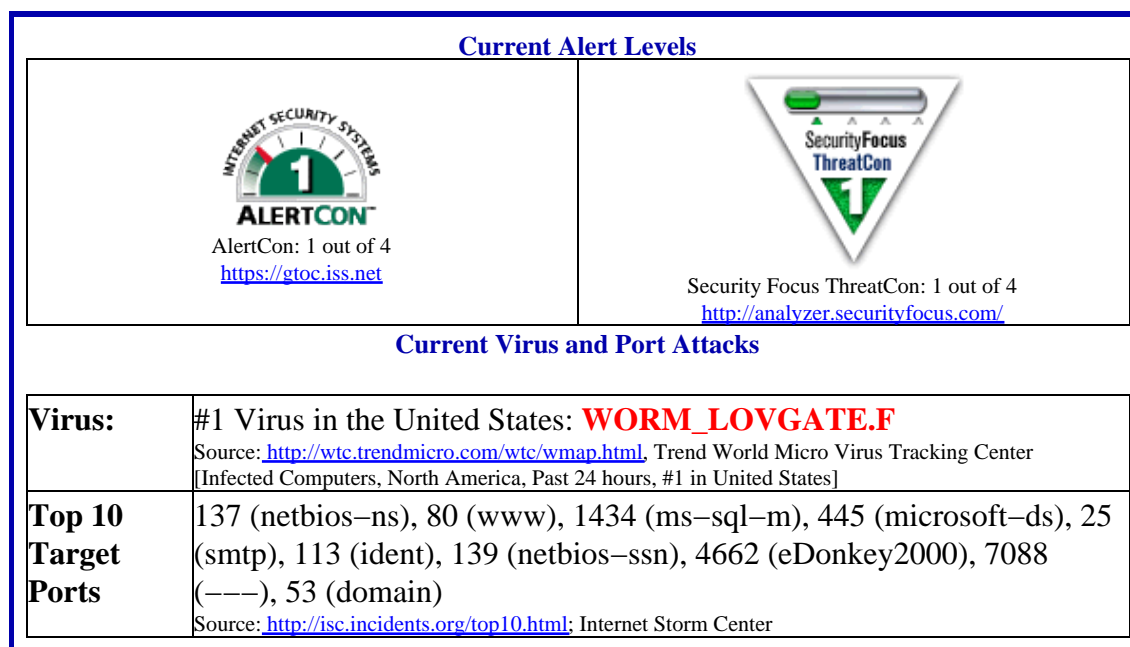 Current Alert Levels
INTERNET SECURITY SYSTEMS
1
ALERTCON™
AlertCon: 1 out of 4
https://gtoc.iss.net
SecurityFocus
ThreatCon
1
Security Focus ThreatCon: 1 out of 4
http://analyzer.securityfocus.com/
Current Virus and Port Attacks
Virus:
#1 Virus in the United States: WORM_LOVGATE.F
Source: http://wtc.trendmicro.com/wtc/wmap.html, Trend World Micro Virus Tracking Center
[Infected Computers, North America, Past 24 hours, #1 in United States]
Top 10
Target
Ports
137 (netbios−ns), 80 (www), 1434 (ms−sql−m), 445 (microsoft−ds), 25
(smtp), 113 (ident), 139 (netbios−ssn), 4662 (eDonkey2000), 7088
(−−−), 53 (domain)
Source: http://isc.incidents.org/top10.html; Internet Storm Center